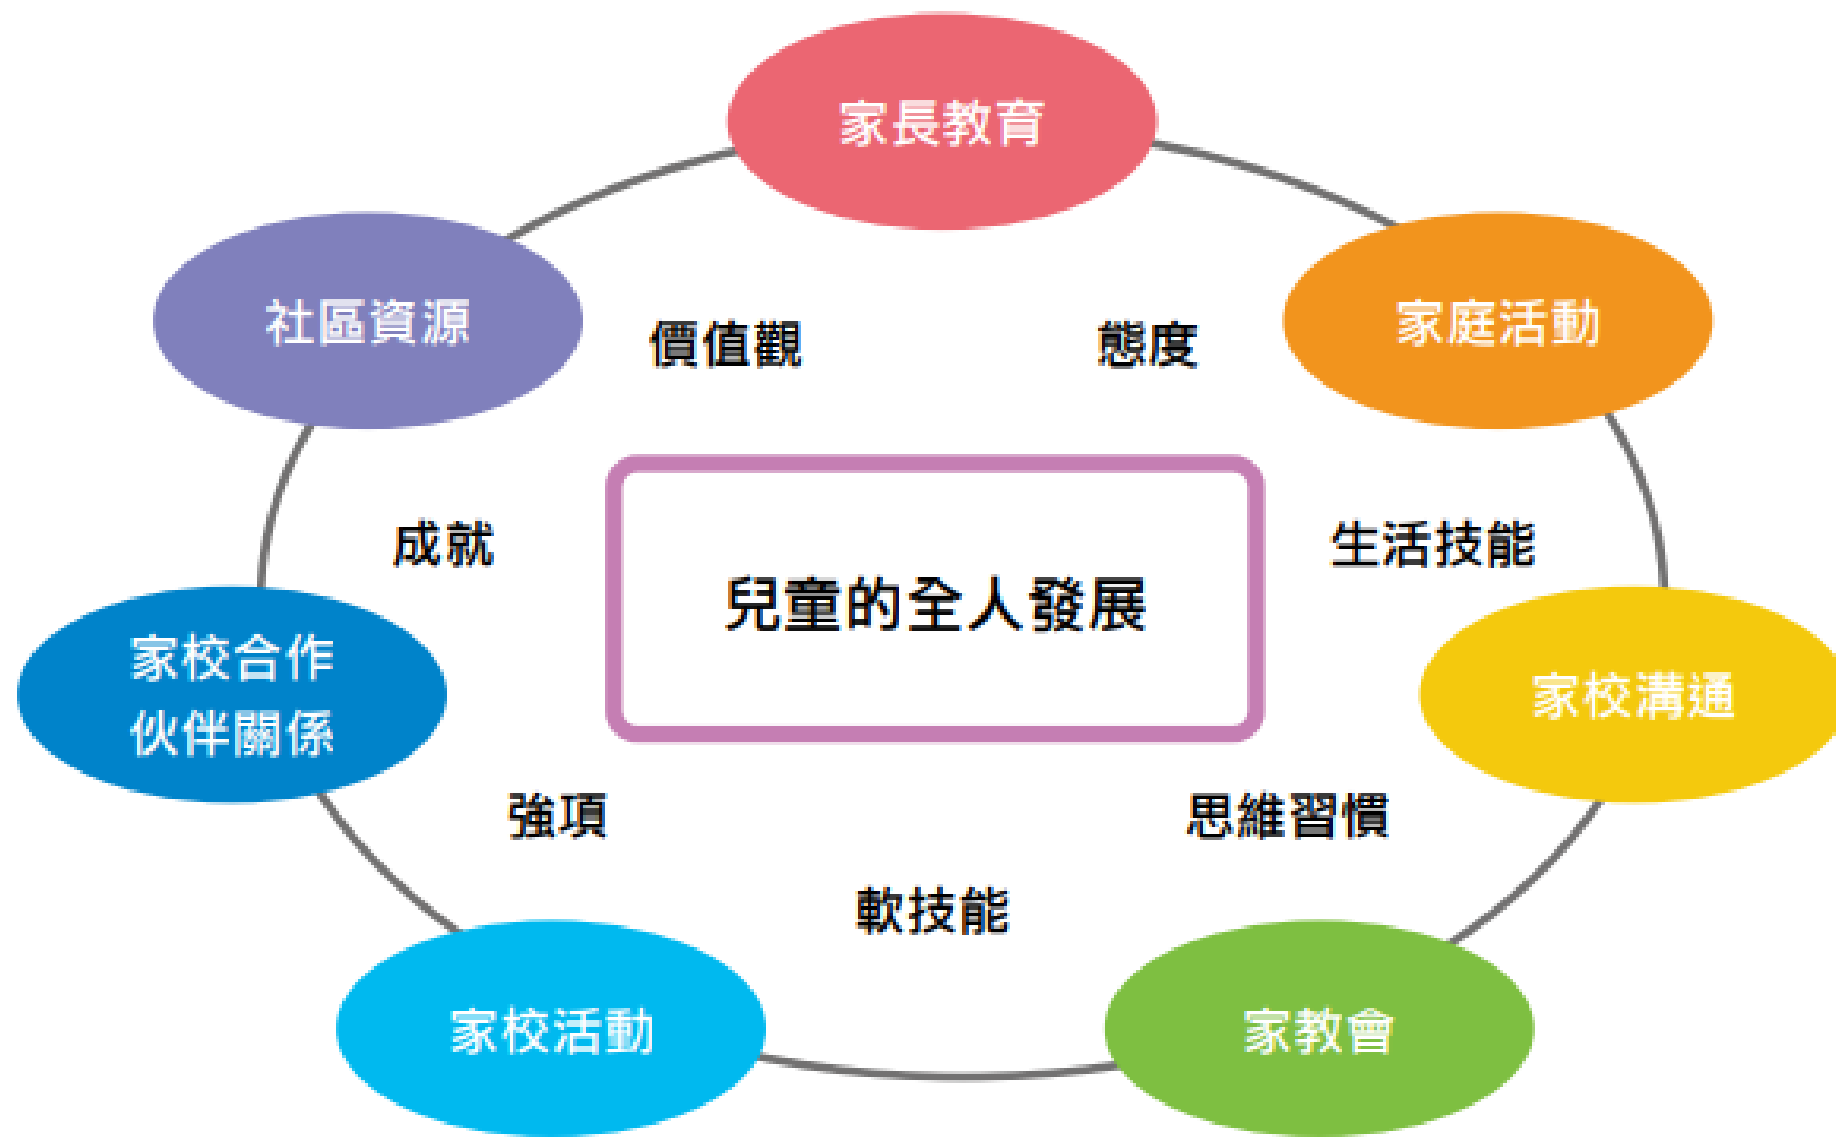 家長教育
社區資源
家庭活動
價值觀
態度
成就
生活技能
兒童的全人發展
家校合作
伙伴關係
家校溝通
強項
思維習慣
軟技能
家校活動
家教會